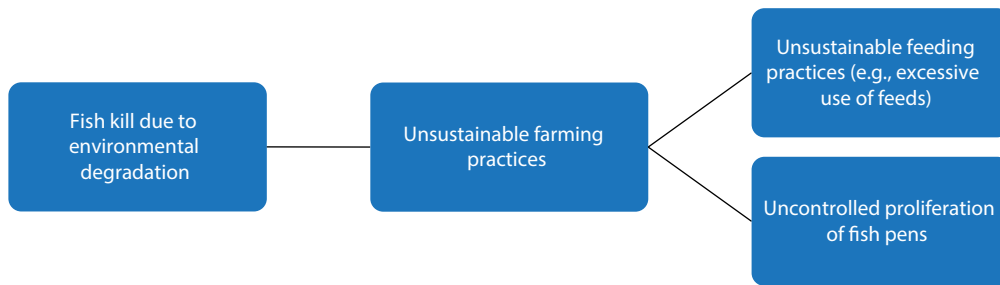 Fish kill due to
environmental
degradation
Unsustainable farming
practices
Unsustainable feeding
practices (e.g., excessive
use of feeds)
Uncontrolled proliferation
of fish pens